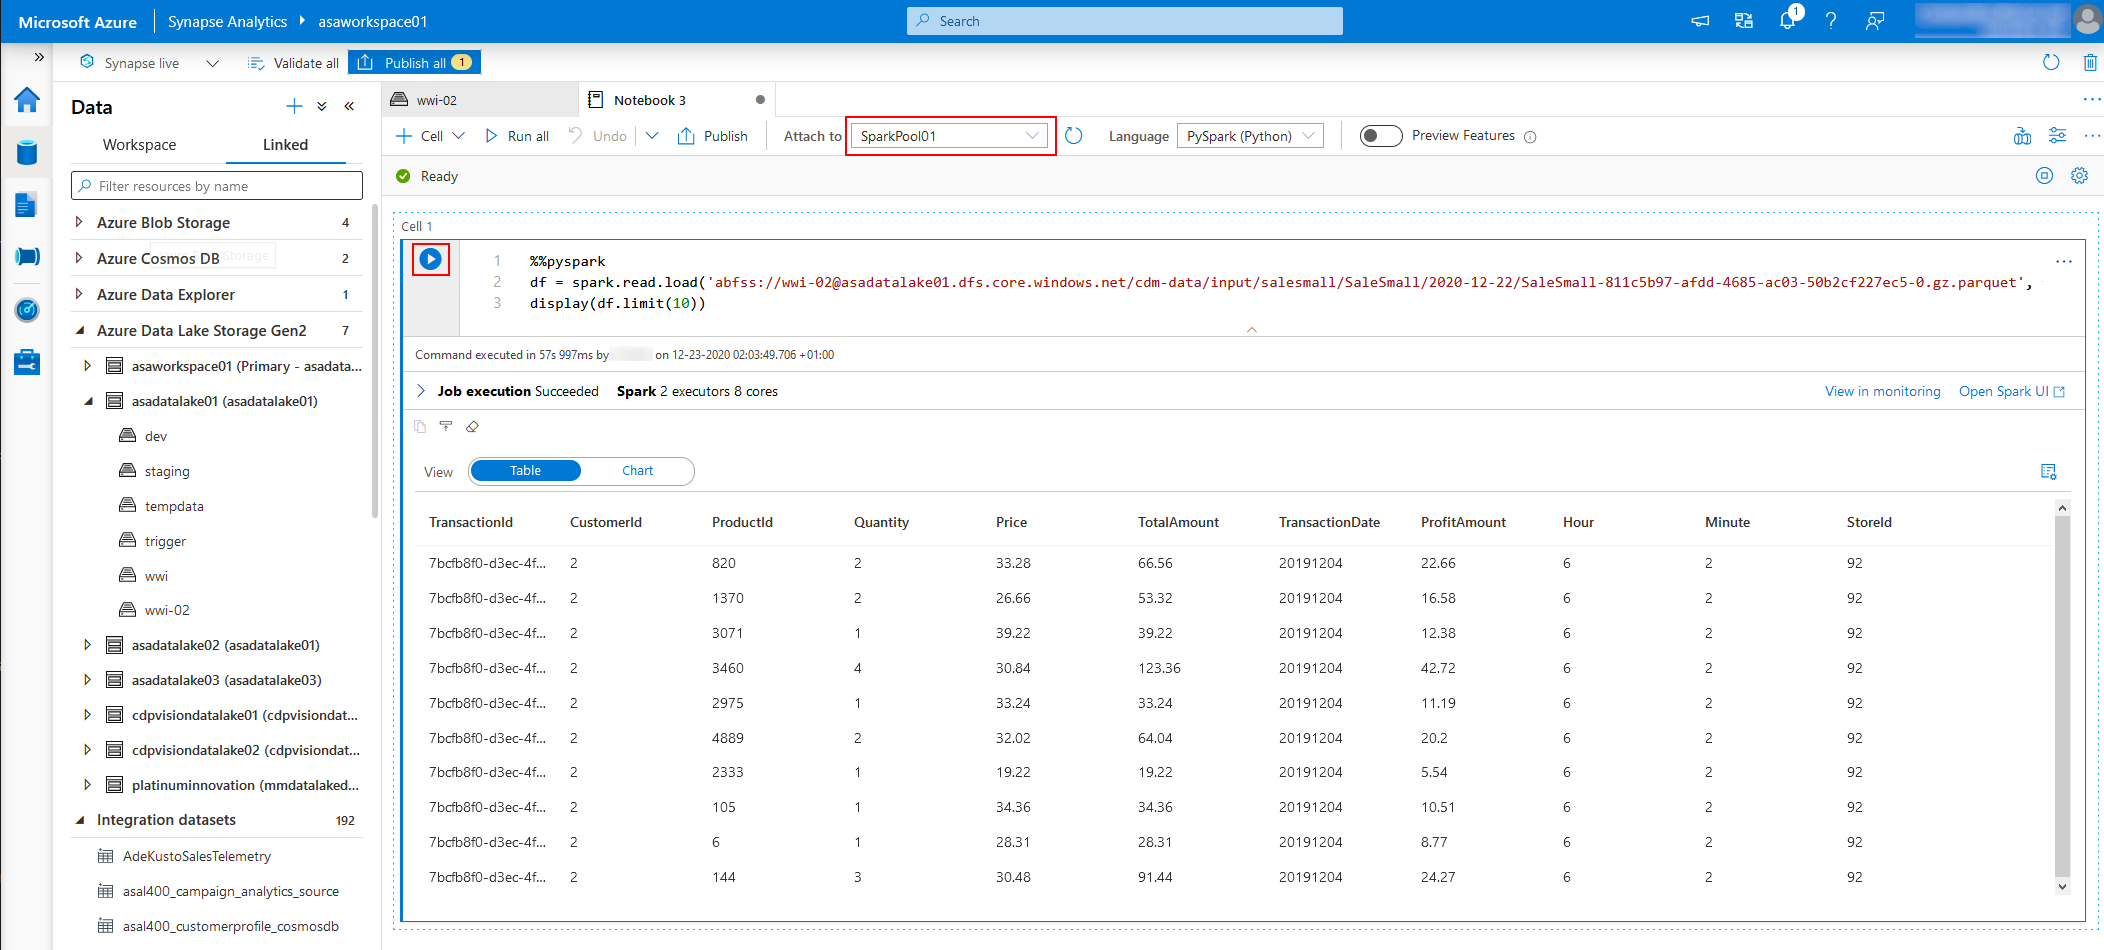 Microsoft Azure Synapse Analytics asaworkspace01 Search 1
Synapse live Validate all Publish all 1
Data
Workspace Linked
Filter resources by name
Azure Blob Storage 4
Azure Cosmos DB 2
Storage
Azure Data Explorer 1
Azure Data Lake Storage Gen2 7
asaworkspace01 (Primary - asadata...
asadatalake01 (asadatalake01)
dev
staging
tempdata
trigger
wwi
wwi-02
asadatalake02 (asadatalake01)
asadatalake03 (asadatalake03)
cdpvisiondatalake01 (cdpvisiondat...
cdpvisiondatalake02 (cdpvisiondat...
platinuminnovation (mmdatalaked...
Integration datasets 192
AdeKustoSalesTelemetry
asal400_campaign_analytics_source
asal400_customerprofile_cosmosdb
wwi-02 Notebook 3
Cell Run all Undo Publish Attach to SparkPool01 Language PySpark (Python) Preview Features
Ready
Cell 1
1 %%pyspark
2 df = spark.read.load('abfss://wwi-02@asadatalake01.dfs.core.windows.net/cdm-data/input/salesmall/SaleSmall/2020-12-22/SaleSmall-811c5b97-afdd-4685-ac03-50b2cf227ec5-0.gz.parquet',
3 display(df.limit(10))
Command executed in 57s 997ms by on 12-23-2020 02:03:49.706 +01:00
Job execution Succeeded Spark 2 executors 8 cores View in monitoring Open Spark UI
View Table Chart
TransactionId CustomerId ProductId Quantity Price TotalAmount TransactionDate ProfitAmount Hour Minute StoreId
7bcfb8f0-d3ec-4f... 2 820 2 33.28 66.56 20191204 22.66 6 2 92
7bcfb8f0-d3ec-4f... 2 1370 2 26.66 53.32 20191204 16.58 6 2 92
7bcfb8f0-d3ec-4f... 2 3071 1 39.22 39.22 20191204 12.38 6 2 92
7bcfb8f0-d3ec-4f... 2 3460 4 30.84 123.36 20191204 42.72 6 2 92
7bcfb8f0-d3ec-4f... 2 2975 1 33.24 33.24 20191204 11.19 6 2 92
7bcfb8f0-d3ec-4f... 2 4889 2 32.02 64.04 20191204 20.2 6 2 92
7bcfb8f0-d3ec-4f... 2 2333 1 19.22 19.22 20191204 5.54 6 2 92
7bcfb8f0-d3ec-4f... 2 105 1 34.36 34.36 20191204 10.51 6 2 92
7bcfb8f0-d3ec-4f... 2 6 1 28.31 28.31 20191204 8.77 6 2 92
7bcfb8f0-d3ec-4f... 2 144 3 30.48 91.44 20191204 24.27 6 2 92